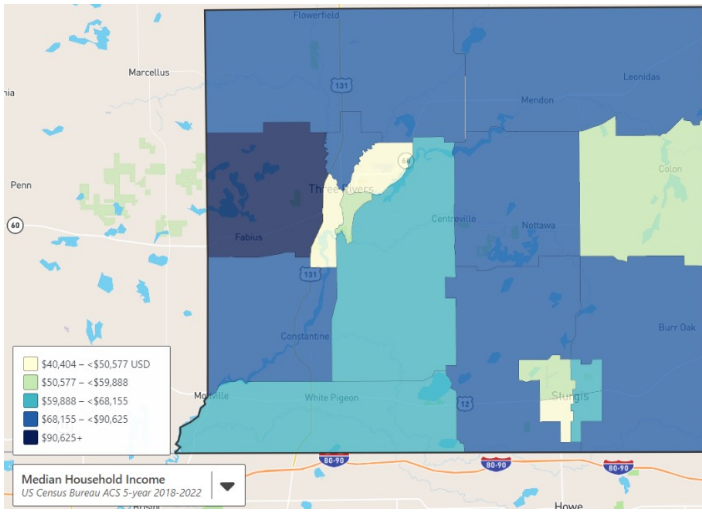 Flowerfield
Marcellus
131
Leonidas
Mendon
Penn
60
Three Rivers
Colon
60
Centreville
Nottawa
Fabius
131
Constantine
Burr Oak
$40,404 – <$50,577 USD
$50,577 – <$59,888
$59,888 – <$68,155
$68,155 – <$90,625
$90,625+
White Pigeon
12
Sturgis
80-90
80-90
80-90
Median Household Income
US Census Bureau ACS 5-year 2018-2022
Howe